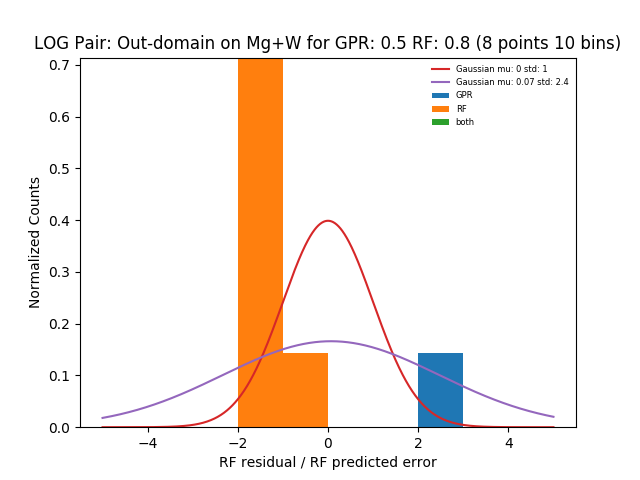 LOG Pair: Out-domain on Mg+W for GPR: 0.5 RF: 0.8 (8 points 10 bins)
Gaussian mu: 0 std: 1
Gaussian mu: 0.07 std: 2.4
GPR
RF
both
Normalized Counts
0.7
0.6
0.5
0.4
0.3
0.2
0.1
0.0
−4 −2 0 2 4
RF residual / RF predicted error